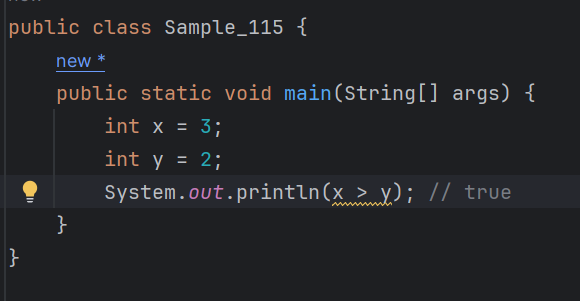 public class Sample_115 {
new *
public static void main(String[] args) {
int x = 3;
int y = 2;
System.out.println(x > y); // true
}
}